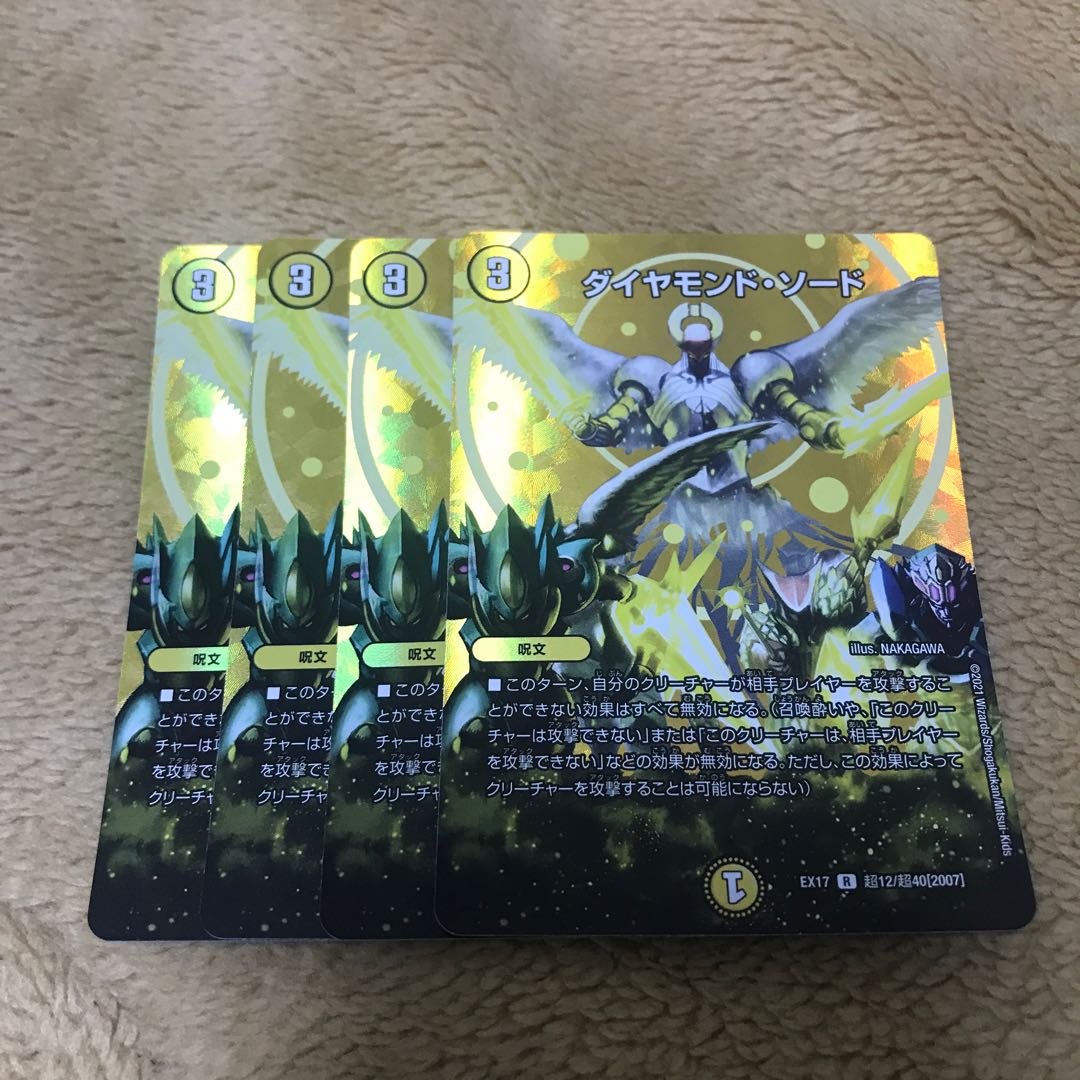 3
3
3
3
ダイヤモンド・ソード
illus. NAKAGAWA
呪文
呪文
呪文
呪文
■このターン、自分のクリーチャーが相手プレイヤーを攻撃するこ
とができない効果はすべて無効になる。(召喚酔いや、「このクリー
チャーは攻撃できない」または「このクリーチャーは、相手プレイヤー
を攻撃できない」などの効果が無効になる。ただし、この効果によって
クリーチャーを攻撃することは可能にならない)
■このター
とができな
チャーは攻
を攻撃で
クリーチャ
■このター
とができな
チャーは攻
を攻撃でき
クリーチャ
■このター
とができな
チャーは攻
を攻撃で
クリーチャ
©2021 Wizards/Shogakukan/Mitsui-Kids
1
EX17 R 超12/超40[2007]